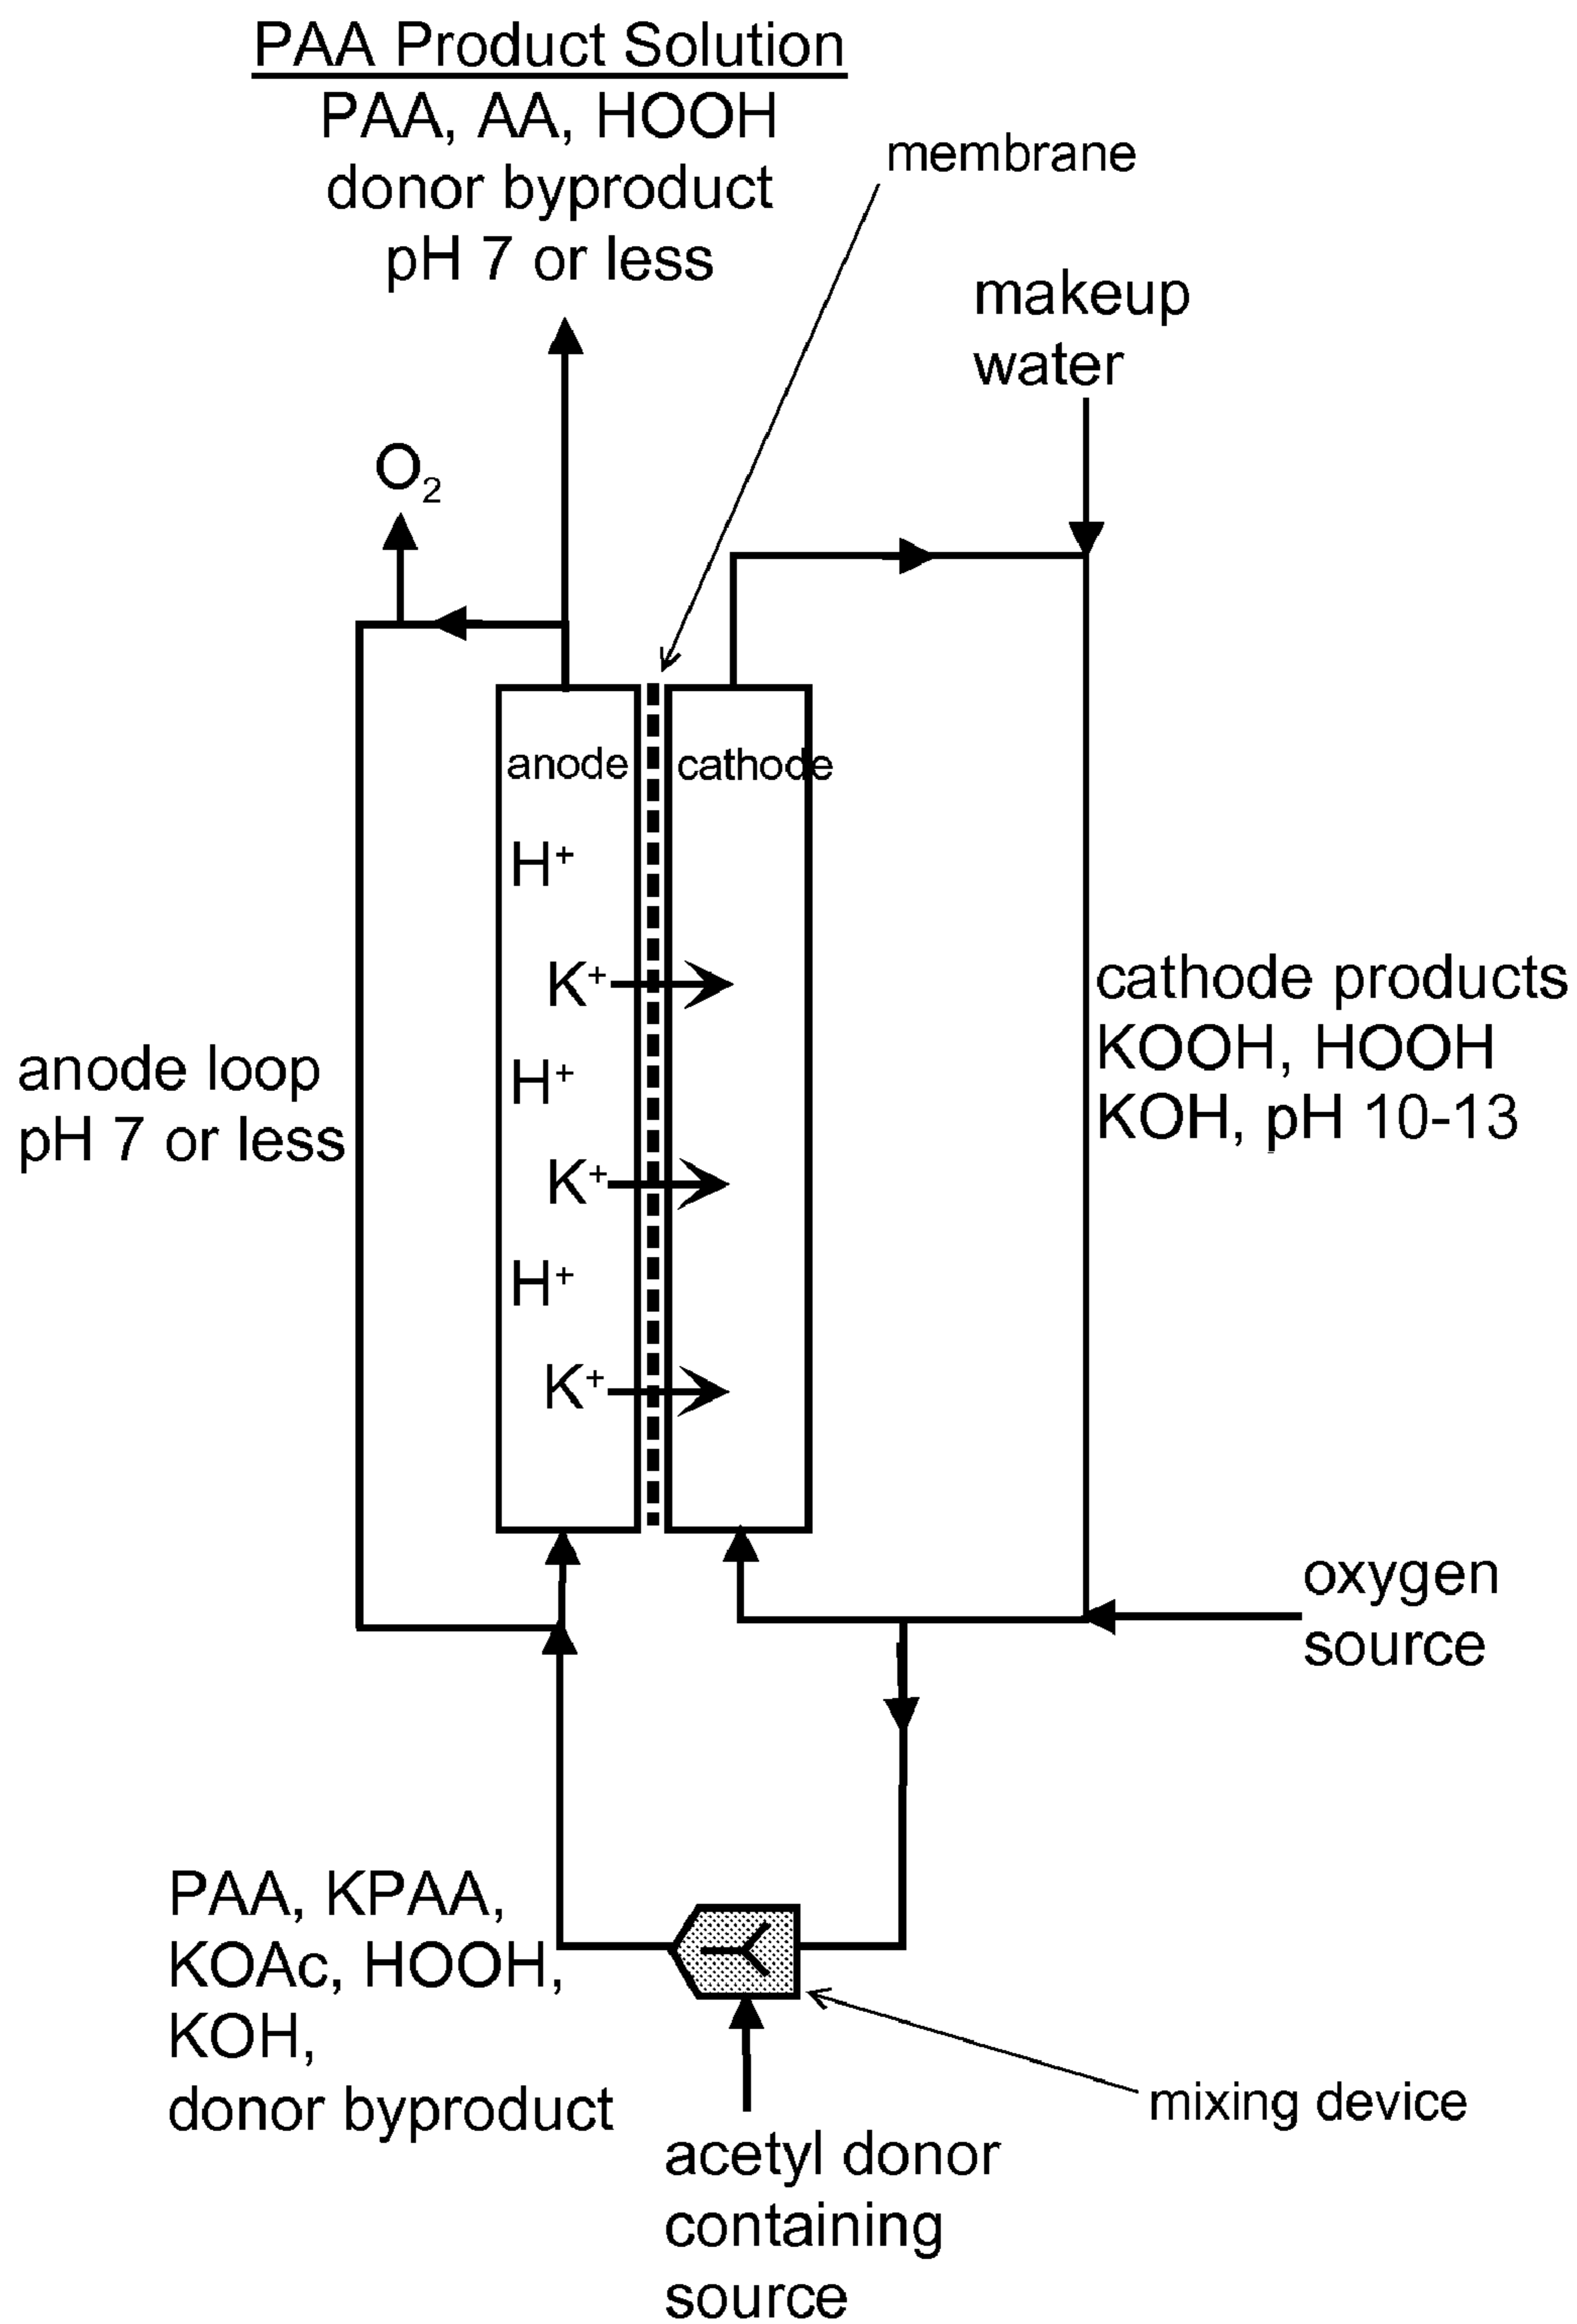 PAA Product Solution
PAA, AA, HOOH
donor byproduct
pH 7 or less
membrane
makeup
water
O₂
anode
cathode
H⁺
K⁺
H⁺
K⁺
H⁺
K⁺
anode loop
pH 7 or less
cathode products
KOOH, HOOH
KOH, pH 10-13
oxygen
source
PAA, KPAA,
KOAc, HOOH,
KOH,
donor byproduct
mixing device
acetyl donor
containing
source